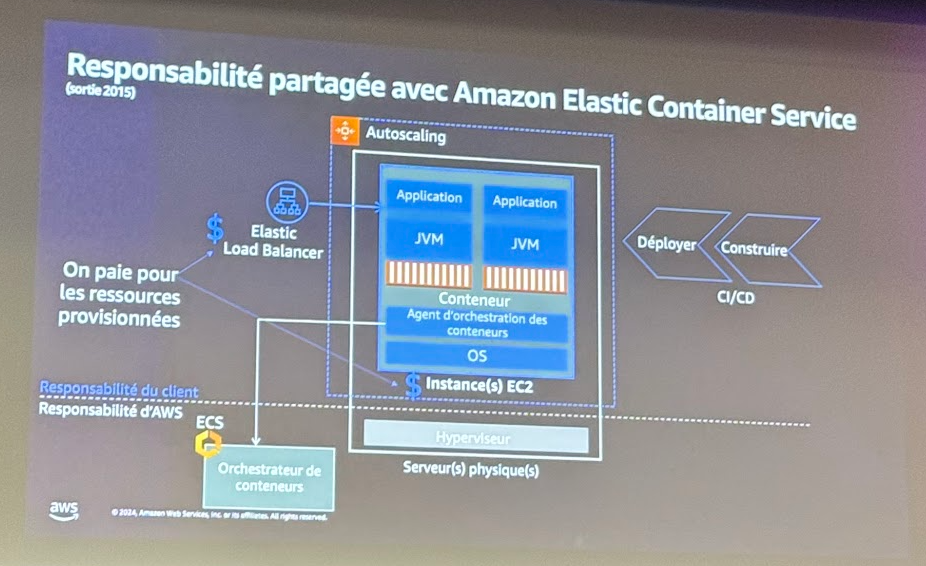 Responsabilité partagée avec Amazon Elastic Container Service
(sortie 2015)
Autoscaling
Application
Application
JVM
JVM
Conteneur
Agent d'orchestration des
conteneurs
OS
$ Instance(s) EC2
Elastic
Load Balancer
$
On paie pour
les ressources
provisionnées
Déployer
Construire
CI/CD
Responsabilité du client
Responsabilité d'AWS
ECS
Orchestrateur de
conteneurs
Hyperviseur
Serveur(s) physique(s)
aws
© 2024, Amazon Web Services, Inc. or its affiliates. All rights reserved.